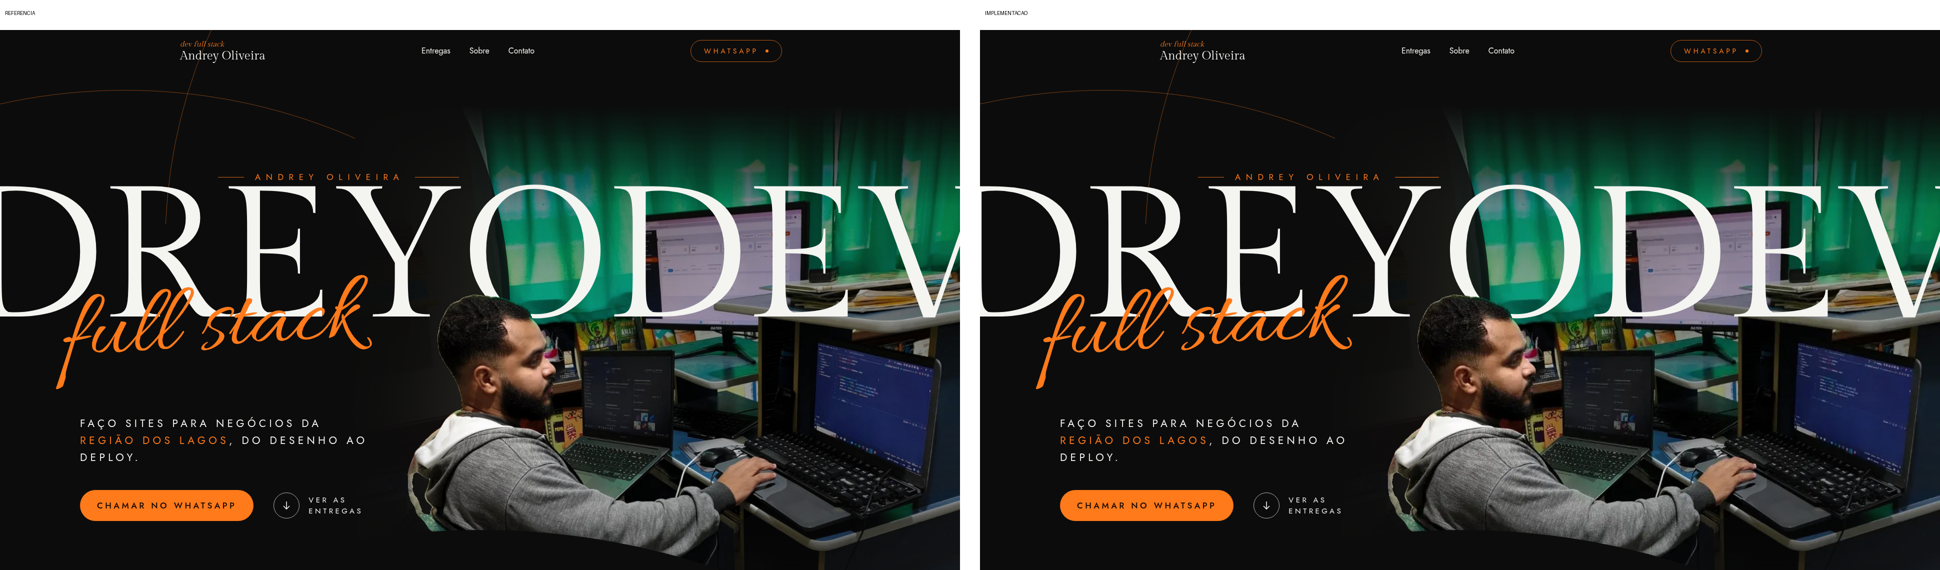 REFERENCIA
dev full stack
Andrey Oliveira
Entregas Sobre Contato
WHATSAPP
ANDREY OLIVEIRA
DREYODEV
full stack
FAÇO SITES PARA NEGÓCIOS DA
REGIÃO DOS LAGOS, DO DESENHO AO
DEPLOY.
CHAMAR NO WHATSAPP
VER AS
ENTREGAS
IMPLEMENTACAO
dev full stack
Andrey Oliveira
Entregas Sobre Contato
WHATSAPP
ANDREY OLIVEIRA
DREYODEV
full stack
FAÇO SITES PARA NEGÓCIOS DA
REGIÃO DOS LAGOS, DO DESENHO AO
DEPLOY.
CHAMAR NO WHATSAPP
VER AS
ENTREGAS